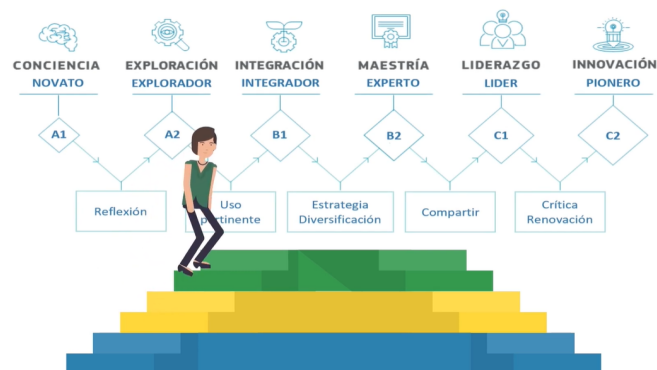 CONCIENCIA
NOVATO
EXPLORACIÓN
EXPLORADOR
INTEGRACIÓN
INTEGRADOR
MAESTRÍA
EXPERTO
LIDERAZGO
LIDER
INNOVACIÓN
PIONERO
A1
A2
B1
B2
C1
C2
Reflexión
Uso
pertinente
Estrategia
Diversificación
Compartir
Crítica
Renovación